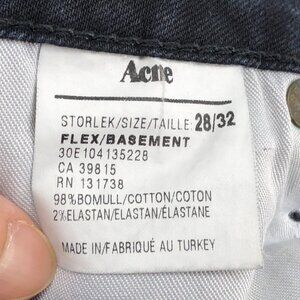 Acne
STORLEK/SIZE/TAILLE: 28/32
FLEX/BASEMENT
30E104135228
CA 39815
RN 131738
98%BOMULL/COTTON/COTON
2%ELASTAN/ELASTAN/ÉLASTANE
MADE IN/FABRIQUÉ AU TURKEY